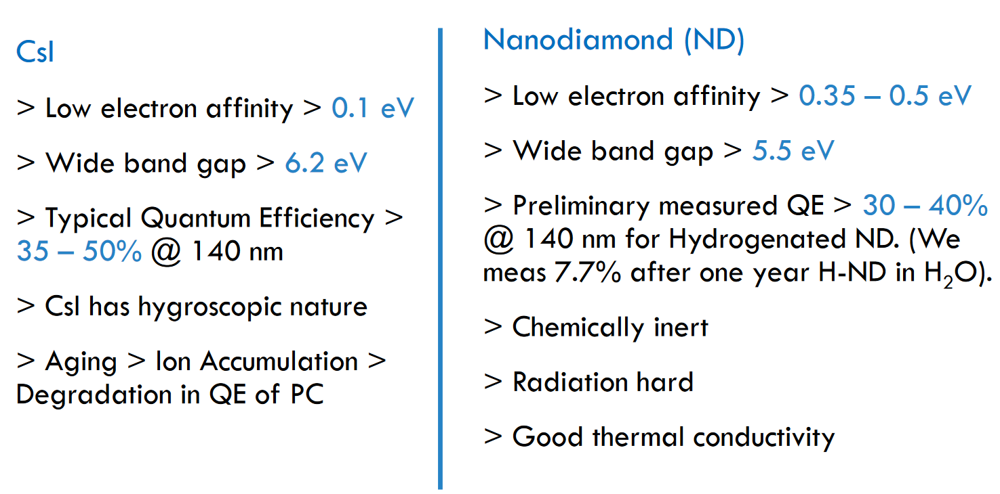 CsI
> Low electron affinity > 0.1 eV
> Wide band gap > 6.2 eV
> Typical Quantum Efficiency >
35 – 50% @ 140 nm
> CsI has hygroscopic nature
> Aging > Ion Accumulation >
Degradation in QE of PC
Nanodiamond (ND)
> Low electron affinity > 0.35 – 0.5 eV
> Wide band gap > 5.5 eV
> Preliminary measured QE > 30 – 40%
@ 140 nm for Hydrogenated ND. (We
meas 7.7% after one year H-ND in H₂O).
> Chemically inert
> Radiation hard
> Good thermal conductivity